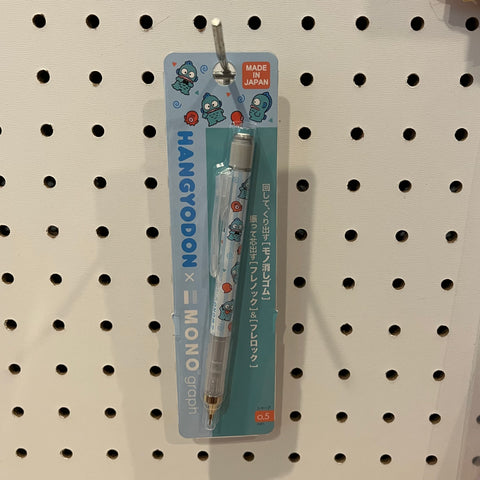 MADE
IN
JAPAN
HANGYODON
× MONO graph
回して、くり出す[モノ消しゴム]
振って芯出す[フレノック]&[フレロック]
0.5